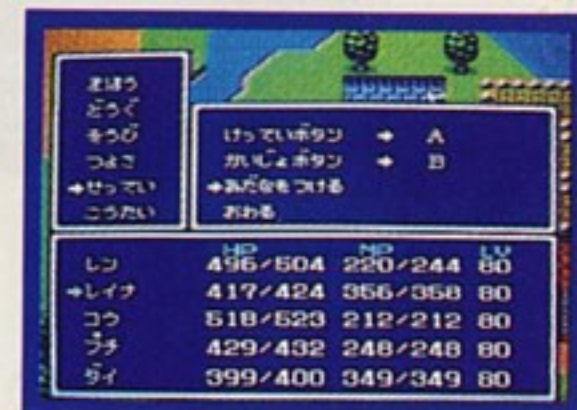 まほう
どうぐ
そうび
つよさ
→せってい
こうたい
けっていボタン → A
かいじょボタン → B
→あだなをつける
おわる
HP MP LV
レン 496/504 220/244 80
→レイナ 417/424 356/358 80
コウ 518/523 212/212 80
プチ 429/432 248/248 80
ダイ 399/400 349/349 80